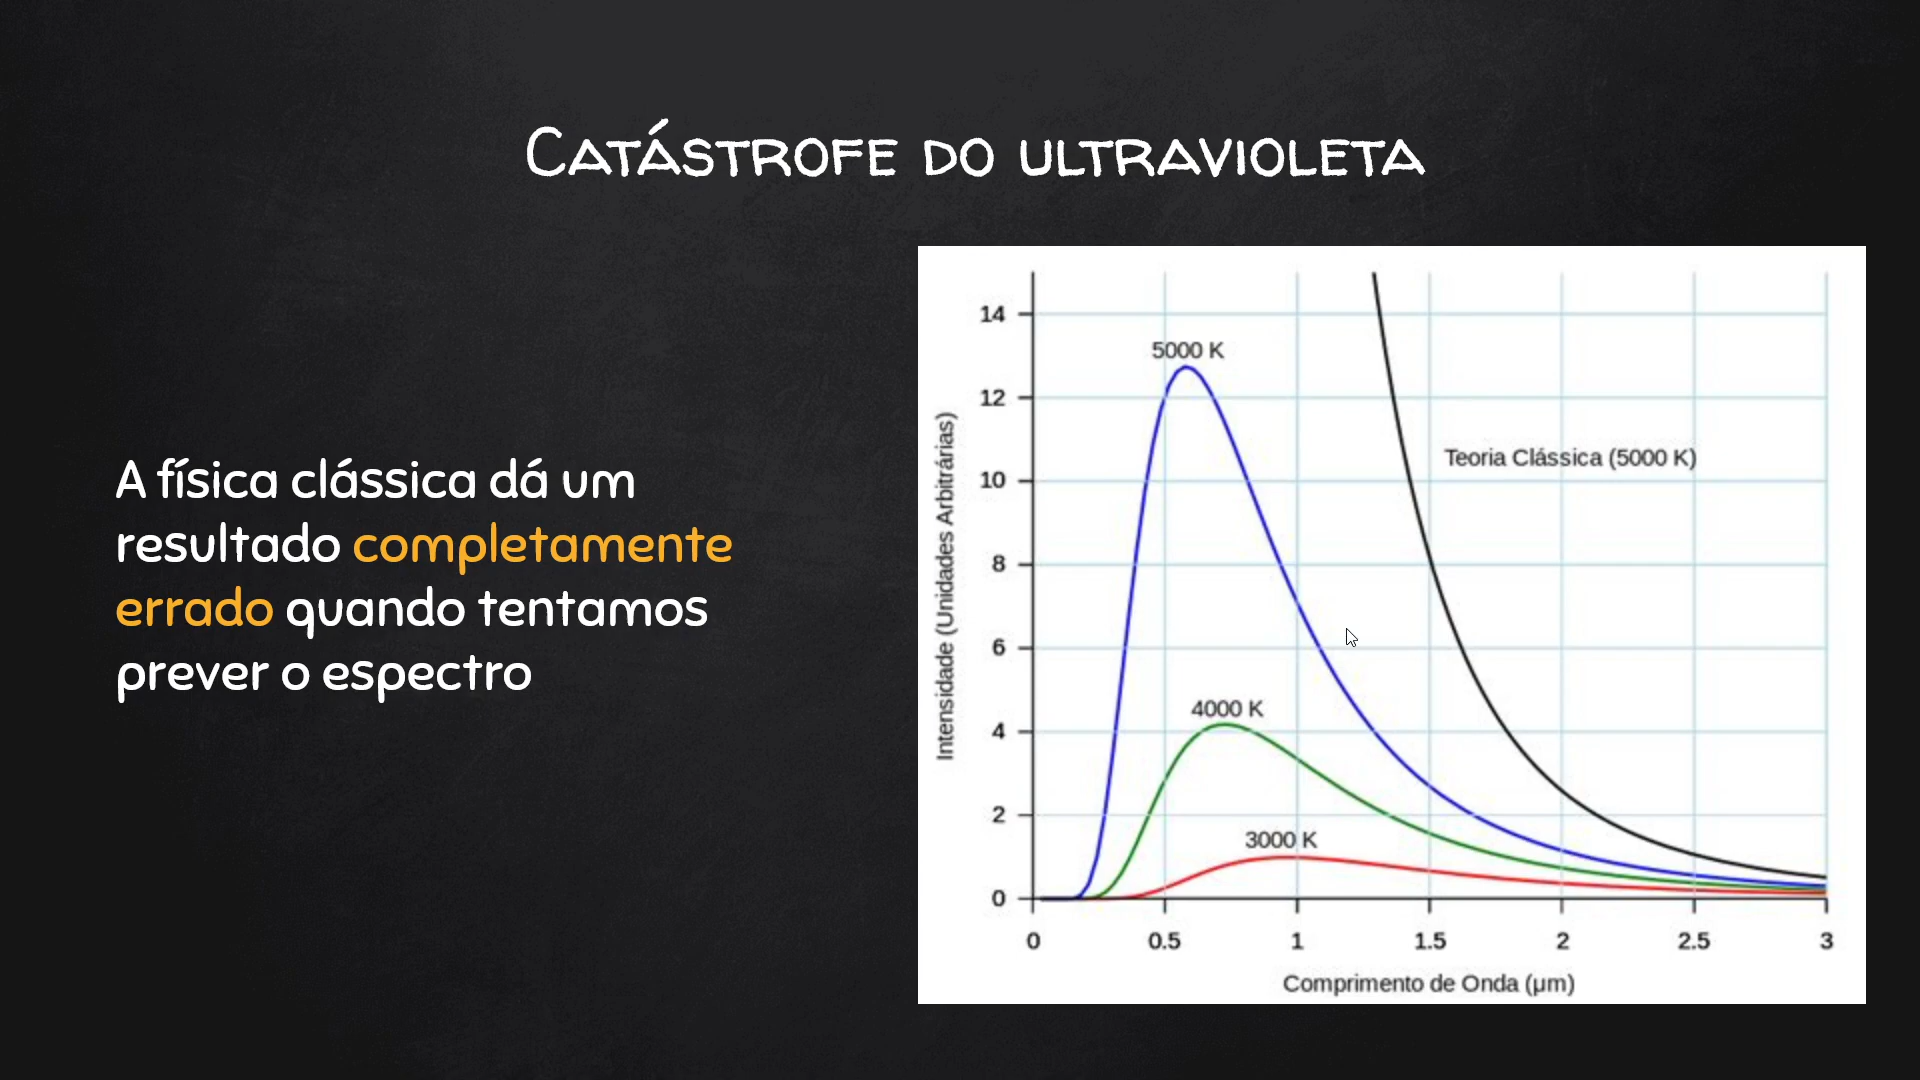 Catástrofe do ultravioleta
A física clássica dá um
resultado completamente
errado quando tentamos
prever o espectro
14
12
10
8
6
4
2
0
Intensidade (Unidades Arbitrárias)
5000 K
Teoria Clássica (5000 K)
4000 K
3000 K
0 0.5 1 1.5 2 2.5 3
Comprimento de Onda (μm)